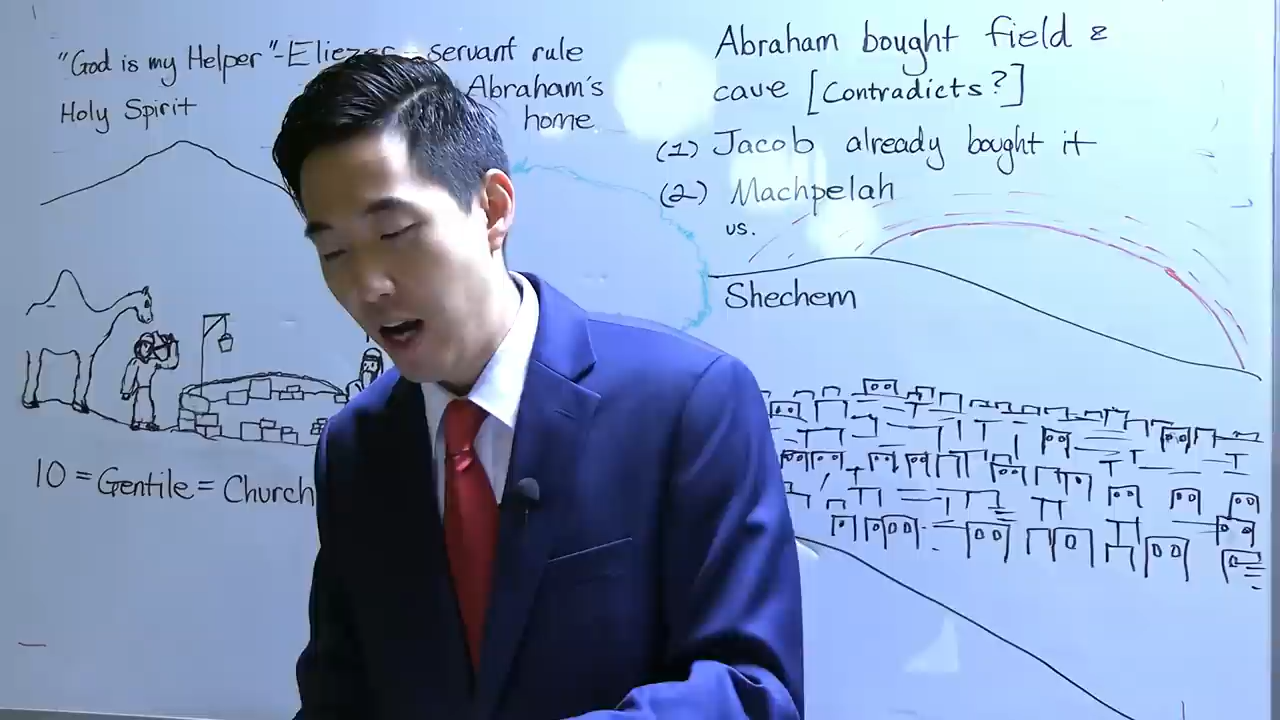 "God is my Helper" - Eliezer - servant rule
Abraham's
Holy Spirit
home
10 = Gentile = Church
Abraham bought field &
cave [Contradicts?]
(1) Jacob already bought it
(2) Machpelah
vs.
Shechem